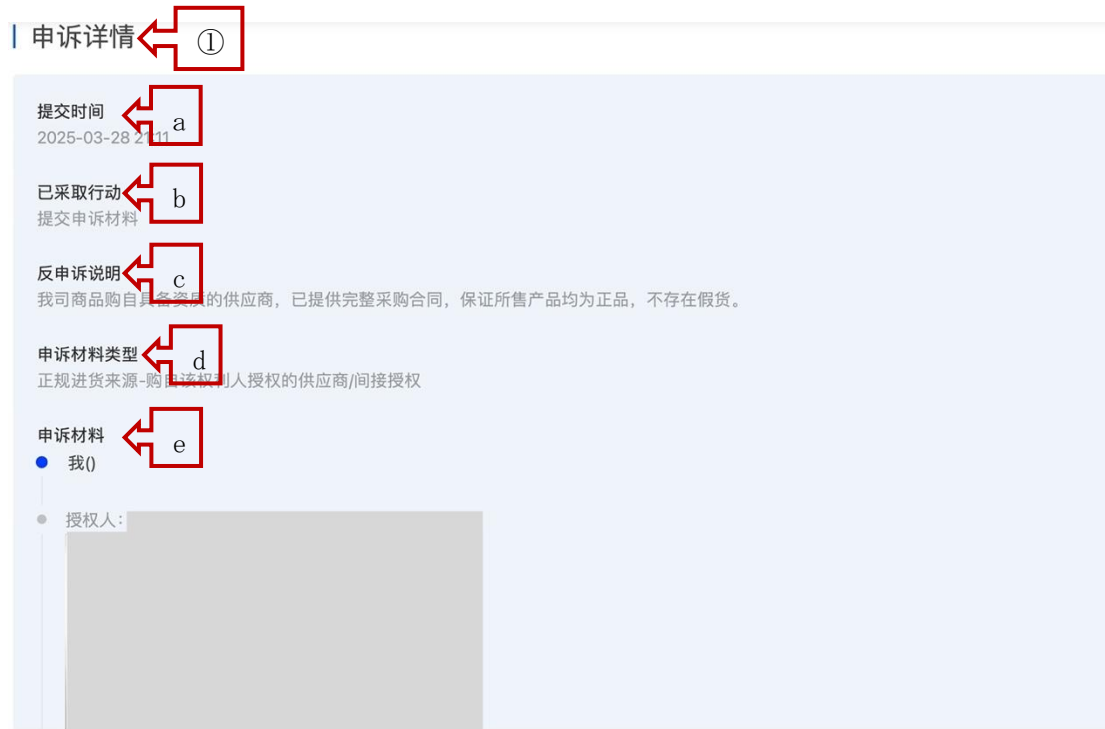 申诉详情 ①
提交时间 a
2025-03-28 21:11
已采取行动 b
提交申诉材料
反申诉说明 c
我司商品购自具备资质的供应商，已提供完整采购合同，保证所售产品均为正品，不存在假货。
申诉材料类型 d
正规进货来源-购自该权利人授权的供应商/间接授权
申诉材料 e
我()
授权人：